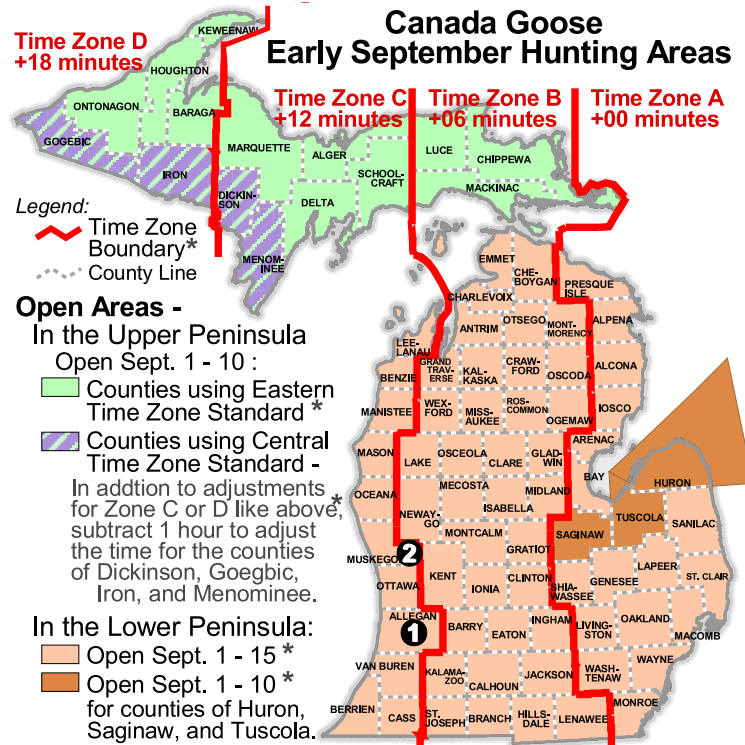 Canada Goose
Early September Hunting Areas
Time Zone D
+18 minutes
Time Zone C
+12 minutes
Time Zone B
+06 minutes
Time Zone A
+00 minutes
KEWEENAW
HOUGHTON
ONTONAGON
BARAGA
GOGEBIC
IRON
MARQUETTE
DICKIN-
SON
MENOM-
INEE
ALGER
DELTA
SCHOOL-
CRAFT
LUCE
CHIPPEWA
MACKINAC
Legend:
Time Zone
Boundary*
County Line
Open Areas -
In the Upper Peninsula
Open Sept. 1 - 10 :
Counties using Eastern
Time Zone Standard *
Counties using Central
Time Zone Standard -
In addtion to adjustments
for Zone C or D like above,*
subtract 1 hour to adjust
the time for the counties
of Dickinson, Goegbic,
Iron, and Menominee.
In the Lower Peninsula:
Open Sept. 1 - 15 *
Open Sept. 1 - 10 *
for counties of Huron,
Saginaw, and Tuscola.
EMMET
CHE-
BOYGAN
PRESQUE
ISLE
CHARLEVOIX
ANTRIM
OTSEGO
MONT-
MORENCY
ALPENA
LEE-
LANAU
BENZIE
GRAND
TRAV-
ERSE
KAL-
KASKA
CRAW-
FORD
OSCODA
ALCONA
MANISTEE
WEX-
FORD
MISS-
AUKEE
ROS-
COMMON
OGEMAW
IOSCO
ARENAC
MASON
LAKE
OSCEOLA
CLARE
GLAD-
WIN
BAY
HURON
OCEANA
NEWAY-
GO
MECOSTA
ISABELLA
MIDLAND
TUSCOLA
SANILAC
MONTCALM
GRATIOT
SAGINAW
MUSKEGO
2
OTTAWA
KENT
IONIA
CLINTON
SHIA-
WASSEE
GENESEE
LAPEER
ST. CLAIR
ALLEGAN
1
BARRY
EATON
INGHAM
LIVING-
STON
OAKLAND
MACOMB
VAN BUREN
KALAMA-
ZOO
CALHOUN
JACKSON
WASH-
TENAW
WAYNE
BERRIEN
CASS
ST.
JOSEPH
BRANCH
HILLS-
DALE
LENAWEE
MONROE